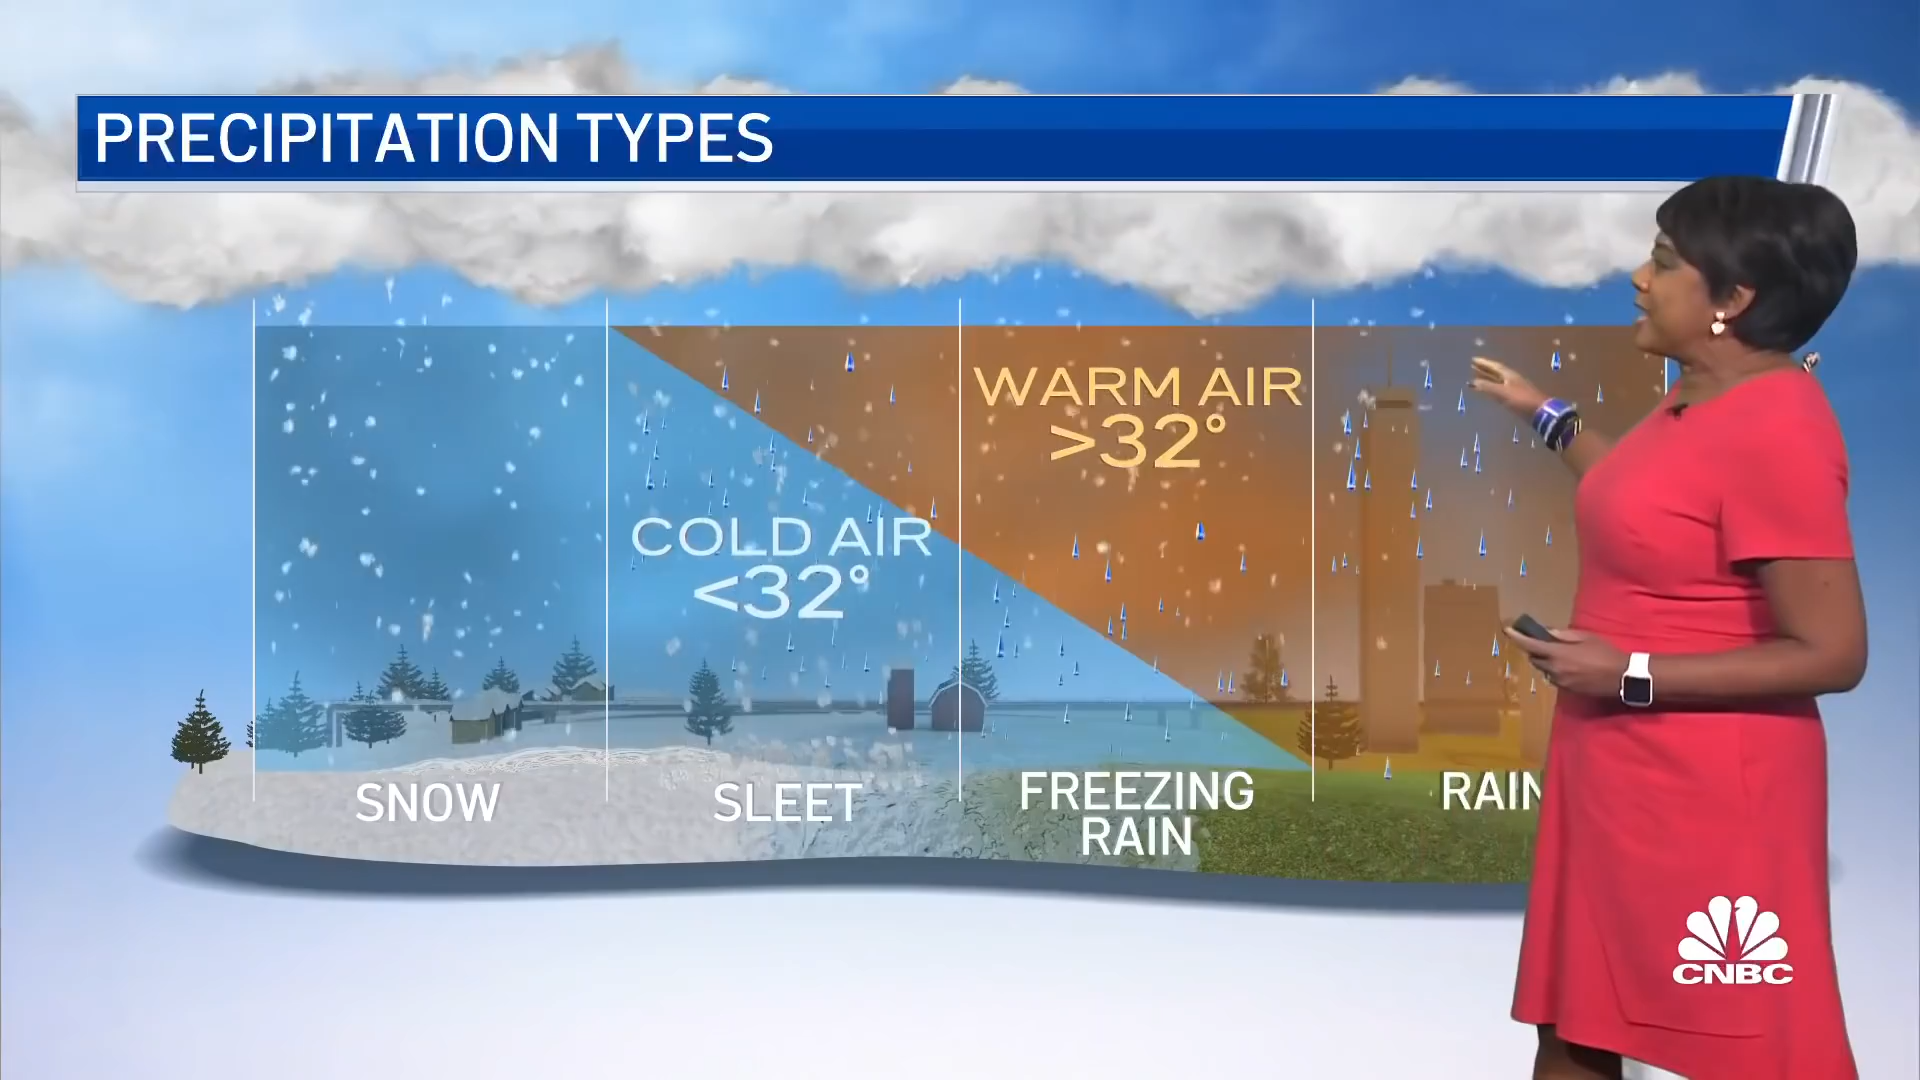 PRECIPITATION TYPES
WARM AIR
>32°
COLD AIR
<32°
SNOW
SLEET
FREEZING
RAIN
RAIN
CNBC